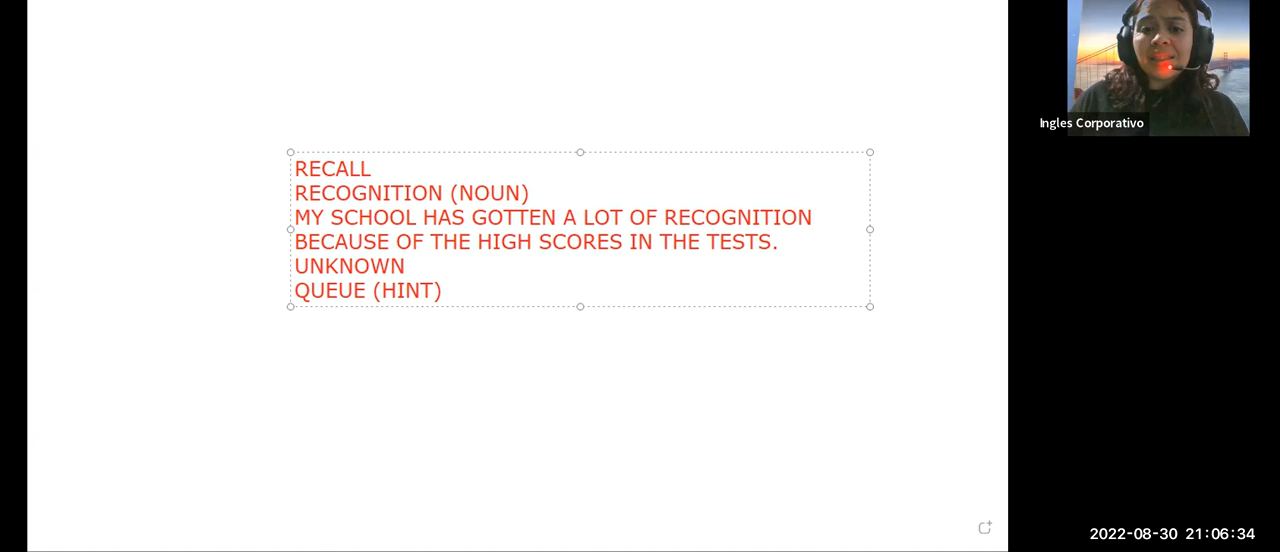 RECALL
RECOGNITION (NOUN)
MY SCHOOL HAS GOTTEN A LOT OF RECOGNITION
BECAUSE OF THE HIGH SCORES IN THE TESTS.
UNKNOWN
QUEUE (HINT)
Ingles Corporativo
2022-08-30 21:06:34